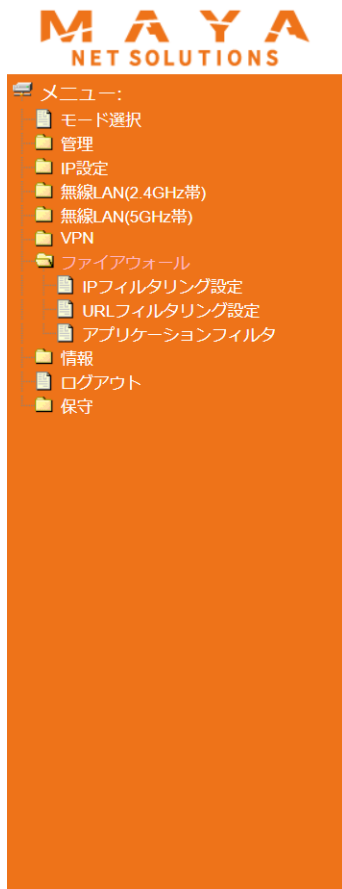 MAYA
NET SOLUTIONS
メニュー:
モード選択
管理
IP設定
無線LAN(2.4GHz帯)
無線LAN(5GHz帯)
VPN
ファイアウォール
IPフィルタリング設定
URLフィルタリング設定
アプリケーションフィルタ
情報
ログアウト
保守